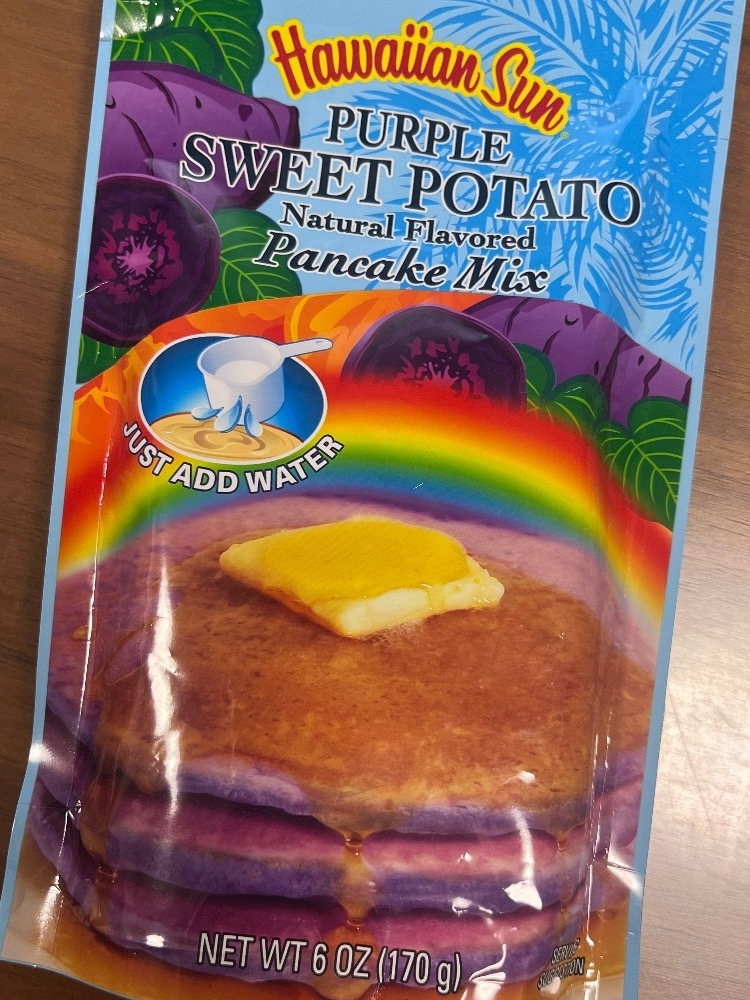 Hawaiian Sun
PURPLE
SWEET POTATO
Natural Flavored
Pancake Mix
JUST ADD WATER
NET WT 6 OZ (170 g)